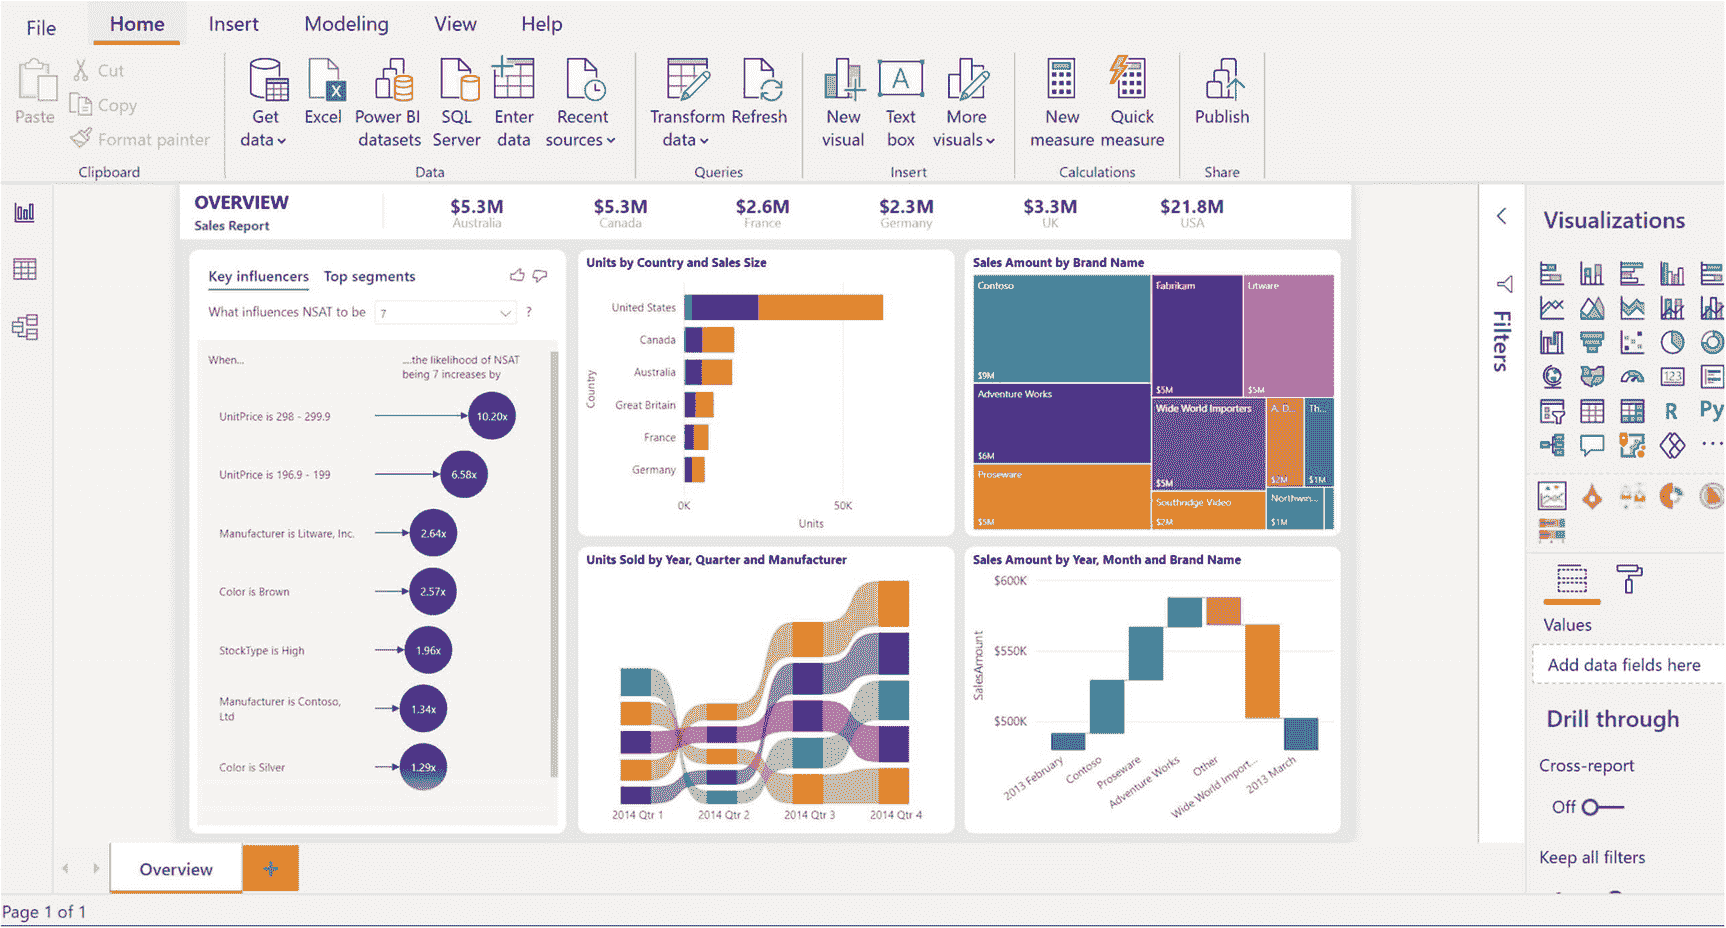 File
Home
Insert
Modeling
View
Help
Paste
Cut
Copy
Format painter
Clipboard
Get
data
Excel
Power BI
datasets
SQL
Server
Enter
data
Recent
sources
Data
Transform
data
Refresh
Queries
New
visual
Text
box
More
visuals
Insert
New
measure
Quick
measure
Calculations
Publish
Share
OVERVIEW
Sales Report
$5.3M
Australia
$5.3M
Canada
$2.6M
France
$2.3M
Germany
$3.3M
UK
$21.8M
USA
Key influencers
Top segments
What influences NSAT to be
7
?
When...
....the likelihood of NSAT
being 7 increases by
UnitPrice is 298 - 299.9
10.20x
UnitPrice is 196.9 - 199
6.58x
Manufacturer is Litware, Inc.
2.64x
Color is Brown
2.57x
StockType is High
1.96x
Manufacturer is Contoso,
Ltd
1.34x
Color is Silver
1.29x
Units by Country and Sales Size
Country
United States
Canada
Australia
Great Britain
France
Germany
0K
50K
Units
Sales Amount by Brand Name
Contoso
$9M
Adventure Works
$6M
Proseware
$5M
Fabrikam
$5M
Litware
$5M
Wide World Importers
$5M
A. D...
$2M
Th...
$1M
Southridge Video
$2M
Northwin...
$1M
Units Sold by Year, Quarter and Manufacturer
2014 Qtr 1
2014 Qtr 2
2014 Qtr 3
2014 Qtr 4
Sales Amount by Year, Month and Brand Name
SalesAmount
$600K
$550K
$500K
2013 February
Contoso
Proseware
Adventure Works
Other
Wide World Import...
2013 March
Filters
Visualizations
123
R
Py
Values
Add data fields here
Drill through
Cross-report
Off
Keep all filters
Overview
+
Page 1 of 1